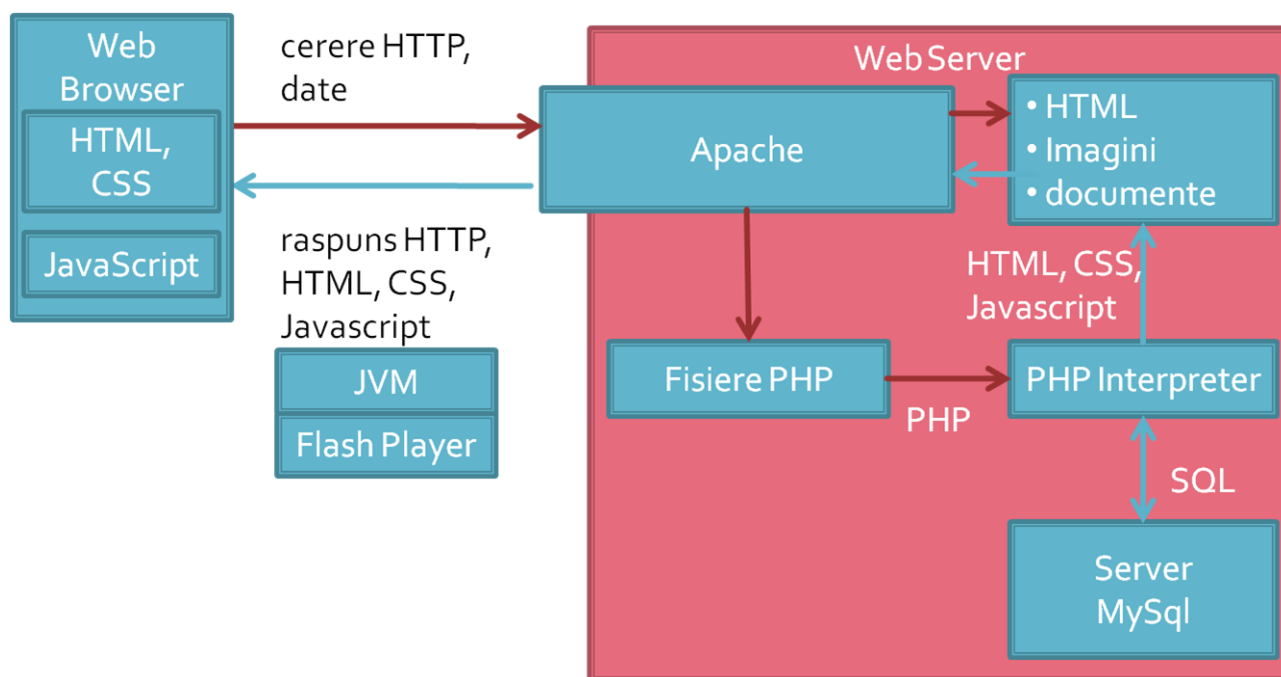 Web
Browser
HTML,
CSS
JavaScript
cerere HTTP,
date
raspuns HTTP,
HTML, CSS,
Javascript
JVM
Flash Player
Web Server
Apache
• HTML
• Imagini
• documente
HTML, CSS,
Javascript
Fisiere PHP
PHP
PHP Interpreter
SQL
Server
MySql